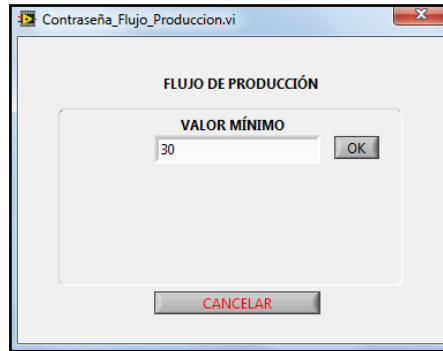 Contraseña_Flujo_Produccion.vi
FLUJO DE PRODUCCIÓN
VALOR MÍNIMO
30
OK
CANCELAR